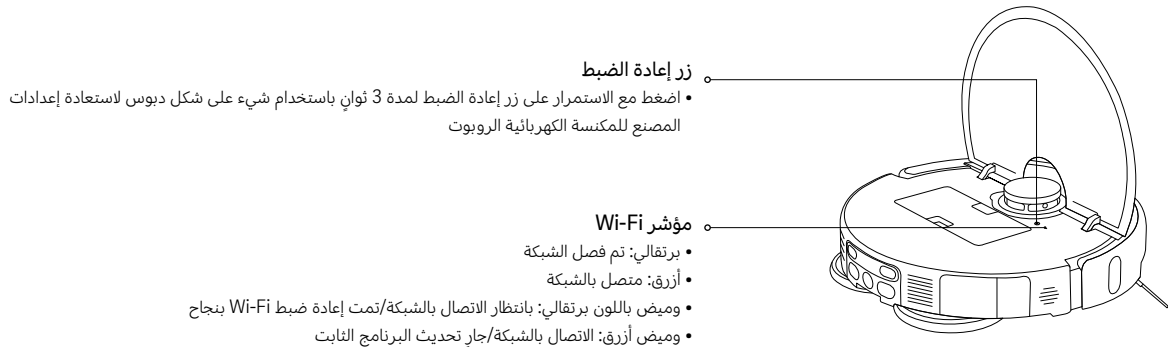 زر إعادة الضبط
• اضغط مع الاستمرار على زر إعادة الضبط لمدة 3 ثوانٍ باستخدام شيء على شكل دبوس لاستعادة إعدادات
المصنع للمكنسة الكهربائية الروبوت
مؤشر Wi-Fi
• برتقالي: تم فصل الشبكة
• أزرق: متصل بالشبكة
• وميض باللون برتقالي: بانتظار الاتصال بالشبكة/تمت إعادة ضبط Wi-Fi بنجاح
• وميض أزرق: الاتصال بالشبكة/جارِ تحديث البرنامج الثابت